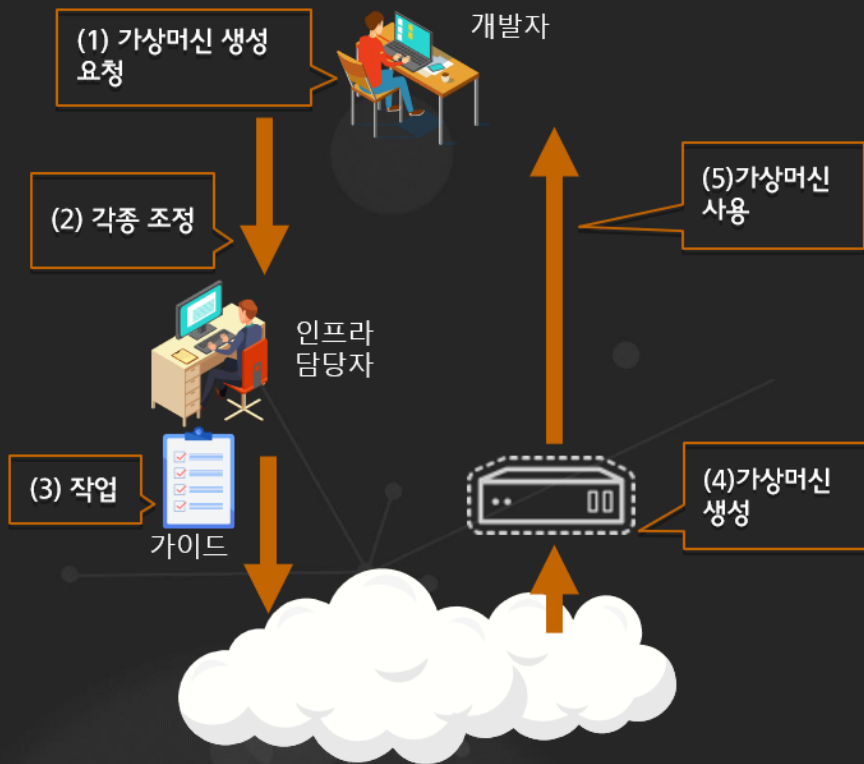 개발자
(1) 가상머신 생성
요청
(2) 각종 조정
(5)가상머신
사용
인프라
담당자
(3) 작업
가이드
(4)가상머신
생성